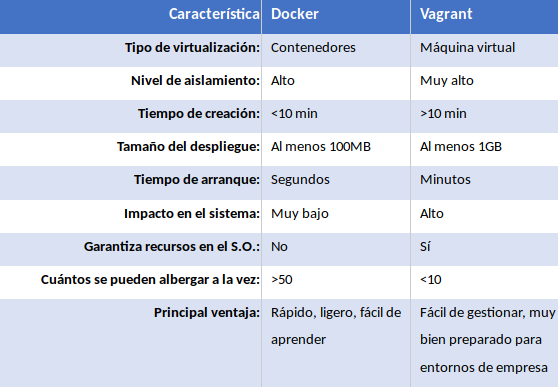 Característica Docker Vagrant
Tipo de virtualización: Contenedores Máquina virtual
Nivel de aislamiento: Alto Muy alto
Tiempo de creación: <10 min >10 min
Tamaño del despliegue: Al menos 100MB Al menos 1GB
Tiempo de arranque: Segundos Minutos
Impacto en el sistema: Muy bajo Alto
Garantiza recursos en el S.O.: No Sí
Cuántos se pueden albergar a la vez: >50 <10
Principal ventaja: Rápido, ligero, fácil de Fácil de gestionar, muy
aprender bien preparado para
entornos de empresa